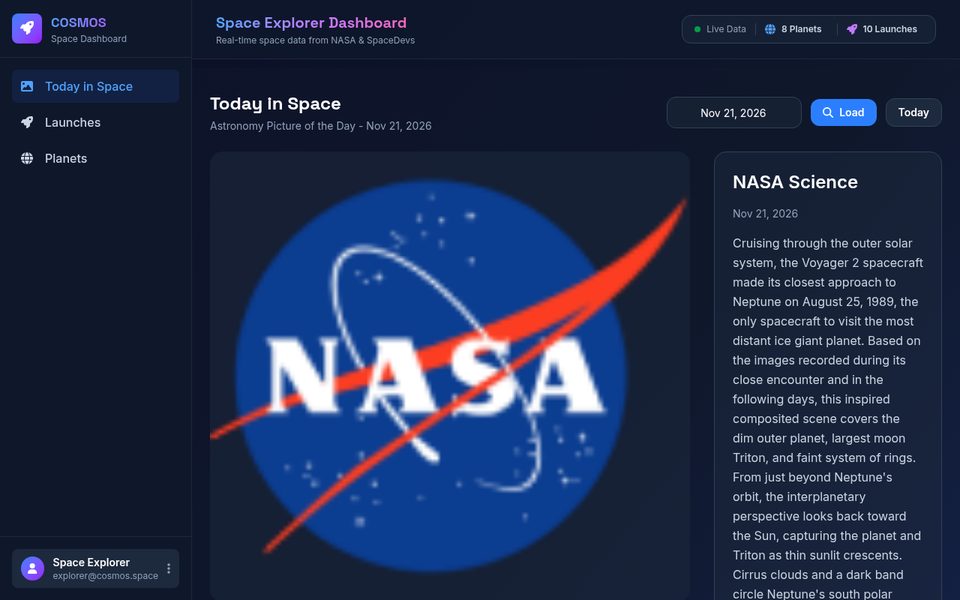 COSMOS
Space Dashboard
Today in Space
Launches
Planets
Space Explorer
explorer@cosmos.space
Space Explorer Dashboard
Real-time space data from NASA & SpaceDevs
Live Data
8 Planets
10 Launches
Today in Space
Astronomy Picture of the Day - Nov 21, 2026
Nov 21, 2026
Load
Today
NASA
NASA Science
Nov 21, 2026
Cruising through the outer solar
system, the Voyager 2 spacecraft
made its closest approach to
Neptune on August 25, 1989, the
only spacecraft to visit the most
distant ice giant planet. Based on
the images recorded during its
close encounter and in the
following days, this inspired
composited scene covers the
dim outer planet, largest moon
Triton, and faint system of rings.
From just beyond Neptune's
orbit, the interplanetary
perspective looks back toward
the Sun, capturing the planet and
Triton as thin sunlit crescents.
Cirrus clouds and a dark band
circle Neptune's south polar